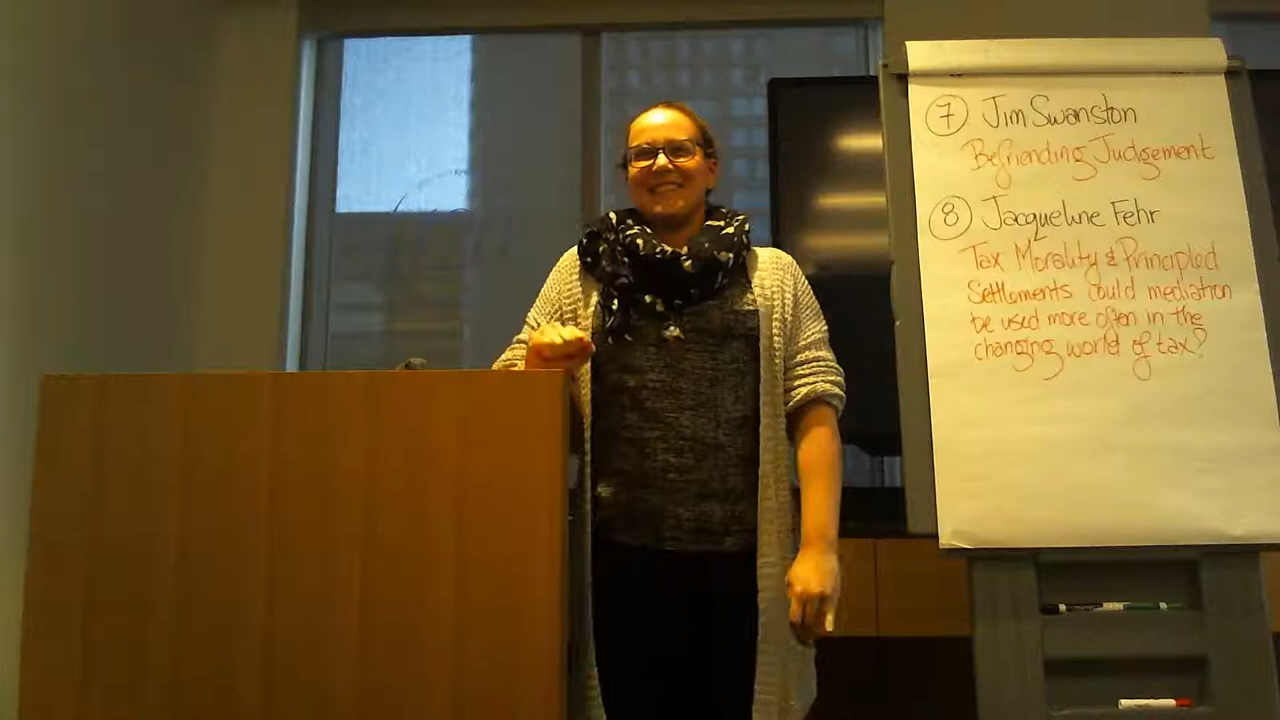 7 Jim Swanston
Befriending Judgement
8 Jacqueline Fehr
Tax Morality & Principled
Settlements could mediation
be used more often in the
changing world of tax?